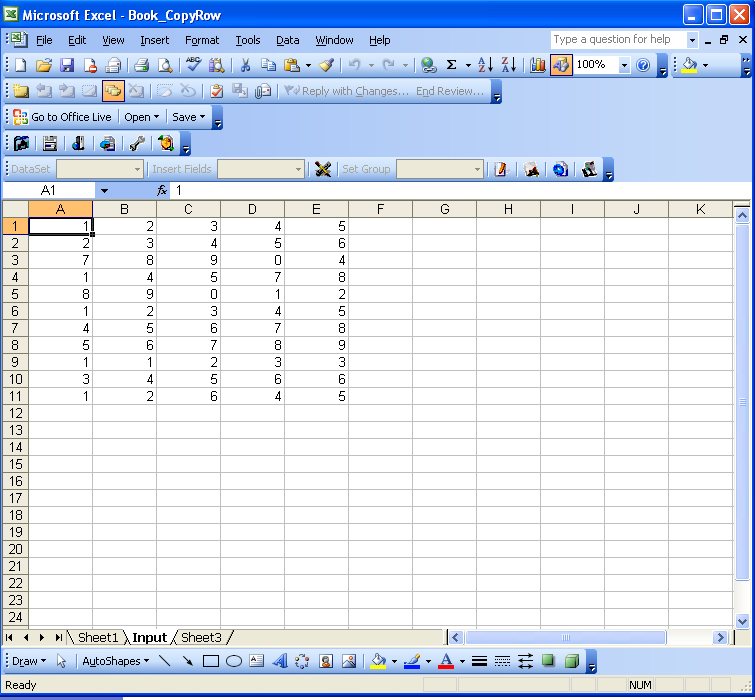 Microsoft Excel - Book_CopyRow
File Edit View Insert Format Tools Data Window Help Type a question for help
100%
Reply with Changes... End Review...
Go to Office Live Open Save
DataSet Insert Fields Set Group
A1 fx 1
A B C D E F G H I J K
1 1 2 3 4 5
2 2 3 4 5 6
3 7 8 9 0 4
4 1 4 5 7 8
5 8 9 0 1 2
6 1 2 3 4 5
7 4 5 6 7 8
8 5 6 7 8 9
9 1 1 2 3 3
10 3 4 5 6 6
11 1 2 6 4 5
12
13
14
15
16
17
18
19
20
21
22
23
24
Sheet1 Input Sheet3
Draw AutoShapes
Ready NUM